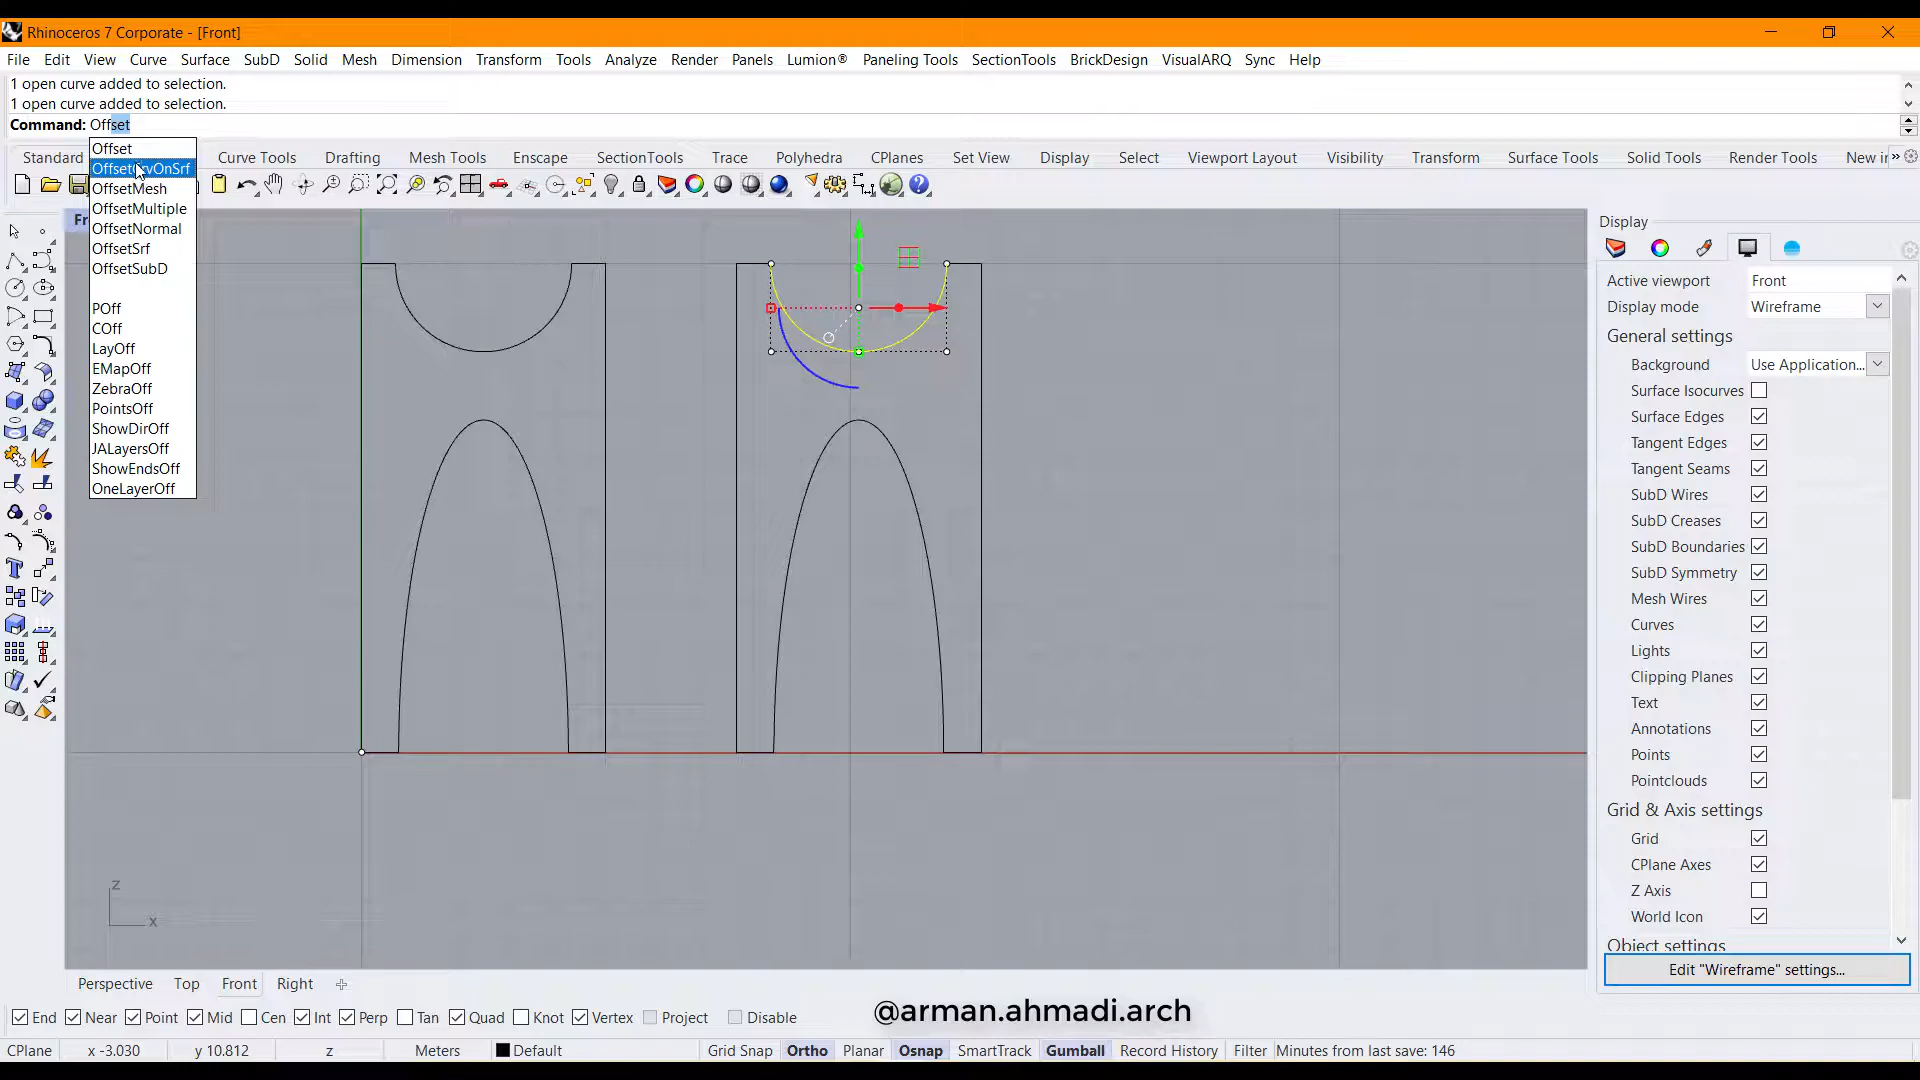 Rhinoceros 7 Corporate - [Front]
File Edit View Curve Surface SubD Solid Mesh Dimension Transform Tools Analyze Render Panels Lumion® Paneling Tools SectionTools BrickDesign VisualARQ Sync Help
1 open curve added to selection.
1 open curve added to selection.
Command: Offset
Standard Curve Tools Drafting Mesh Tools Enscape SectionTools Trace Polyhedra CPlanes Set View Display Select Viewport Layout Visibility Transform Surface Tools Solid Tools Render Tools New in
Offset
OffsetMesh
OffsetMultiple
OffsetNormal
OffsetSrf
OffsetSubD
POff
COff
LayOff
EMapOff
ZebraOff
PointsOff
ShowDirOff
JALayersOff
ShowEndsOff
OneLayerOff
Display
Active viewport Front
Display mode Wireframe
General settings
Background Use Application...
Surface Isocurves
Surface Edges
Tangent Edges
Tangent Seams
SubD Wires
SubD Creases
SubD Boundaries
SubD Symmetry
Mesh Wires
Curves
Lights
Clipping Planes
Text
Annotations
Points
Pointclouds
Grid & Axis settings
Grid
CPlane Axes
Z Axis
World Icon
Object settings
Edit "Wireframe" settings...
z
x
Perspective Top Front Right
@arman.ahmadi.arch
End Near Point Mid Cen Int Perp Tan Quad Knot Vertex Project Disable
CPlane x -3.030 y 10.812 z Meters Default Grid Snap Ortho Planar Osnap SmartTrack Gumball Record History Filter Minutes from last save: 146